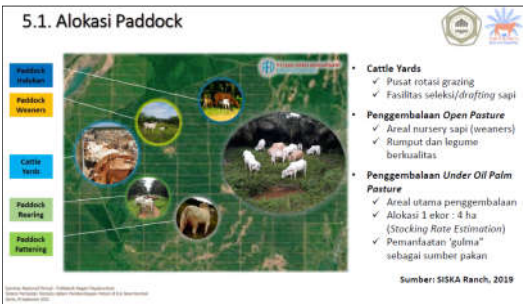 5.1. Alokasi Paddock
Paddock
Indukan
Paddock
Weaners
Cattle
Yards
Paddock
Rearing
Paddock
Fattening
• Cattle Yards
✓ Pusat rotasi grazing
✓ Fasilitas seleksi/drafting sapi
• Penggembalaan Open Pasture
✓ Areal nursery sapi (weaners)
✓ Rumput dan legume
berkualitas
• Penggembalaan Under Oil Palm
Pasture
✓ Areal utama penggembalaan
✓ Alokasi 1 ekor : 4 ha
(Stocking Rate Estimation)
✓ Pemanfaatan 'gulma"
sebagai sumber pakan
Sumber: SISKA Ranch, 2019